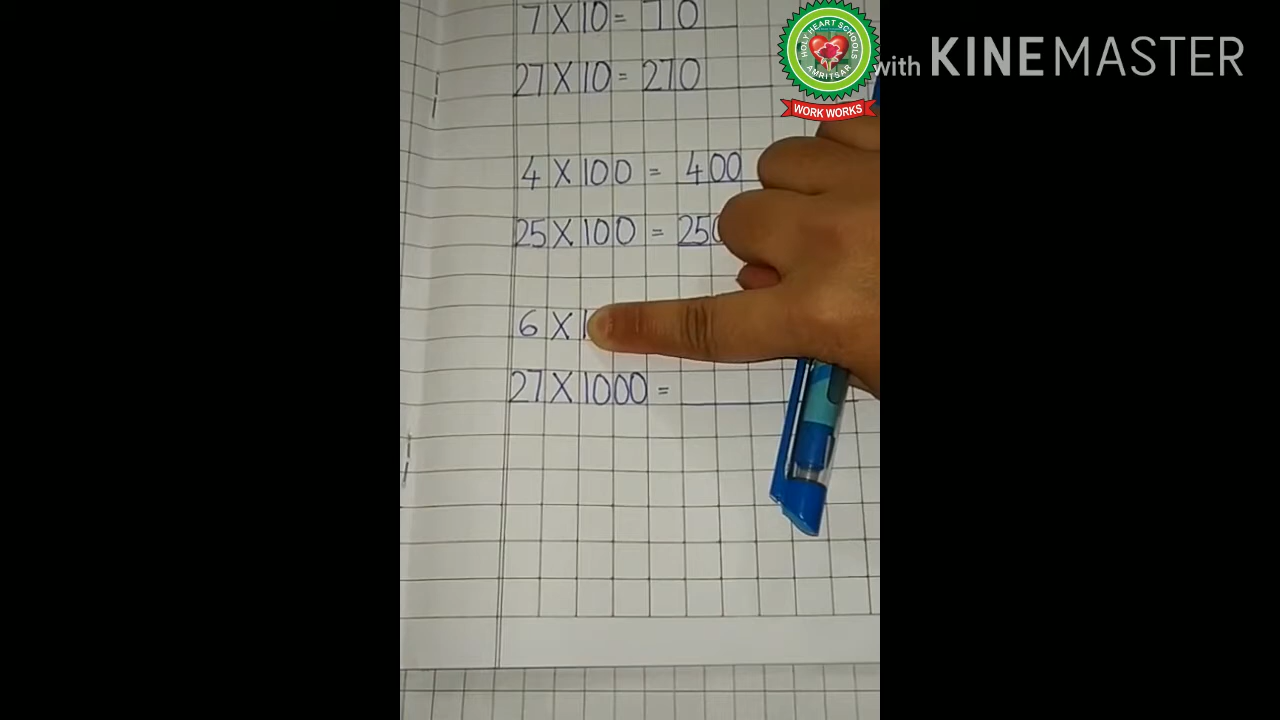 7 X 10 = 70
27 X 10 = 270
4 X 100 = 400
25 X 100 = 250
6 X 1
27 X 1000 =
HOLY HEART SCHOOLS
AMRITSAR
WORK WORKS
with KINEMASTER